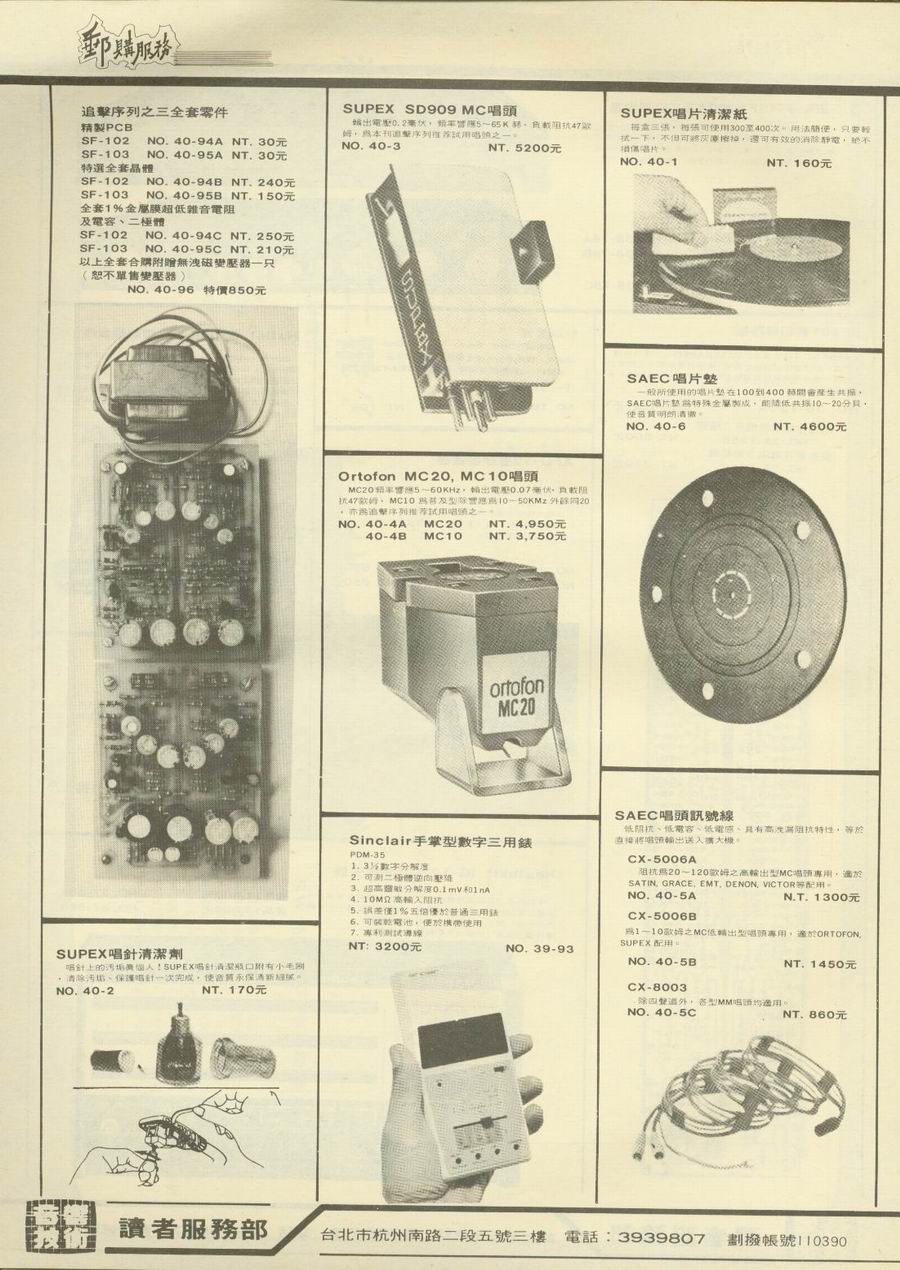 郵購服務
追擊序列之三全套零件
精製PCB
SF-102 NO. 40-94A NT. 30元
SF-103 NO. 40-95A NT. 30元
特選全套晶體
SF-102 NO. 40-94B NT. 240元
SF-103 NO. 40-95B NT. 150元
全套1%金屬膜超低雜音電阻
及電容、二極體
SF-102 NO. 40-94C NT. 250元
SF-103 NO. 40-95C NT. 210元
以上全套合購附贈無洩磁變壓器一只
（恕不單售變壓器）
NO. 40-96 特價850元
SUPEX唱針清潔劑
唱針上的汚垢眞惱人！SUPEX唱針清潔瓶口附有小毛刷
，清除汚垢、保護唱針一次完成，使音質永保清新細膩。
NO. 40-2 NT. 170元
SUPEX SD909 MC唱頭
輸出電壓0.2毫伏，頻率響應5～65K赫，負載阻抗47歐
姆，爲本刊追擊序列推荐試用唱頭之一。
NO. 40-3 NT. 5200元
SUPEX
Ortofon MC20, MC10唱頭
MC20頻率響應5～60KHz，輸出電壓0.07毫伏，負載阻
抗47歐姆，MC10爲普及型除響應爲10～50KMz外餘同20
，亦爲追擊序列推荐試用唱頭之一。
NO. 40-4A MC20 NT. 4,950元
40-4B MC10 NT. 3,750元
ortofon
MC20
Sinclair手掌型數字三用錶
PDM-35
1. 3½數字分解度
2. 可測二極體逆向壓降
3. 超高靈敏分解度0.1mV和1nA
4. 10MΩ高輸入阻抗
5. 誤差僅1%五倍優於普通三用錶
6. 可裝乾電池，便於携帶使用
7. 專利測試導線
NT: 3200元 NO. 39-93
SUPEX唱片清潔紙
每盒三張，每張可使用300至400次。用法簡便，只要輕
拭一下，不但可將灰塵擦掉，還可有效的消除靜電，絶不
損傷唱片。
NO. 40-1 NT. 160元
SAEC唱片墊
一般所使用的唱片墊在100到400赫間會產生共振，
SAEC唱片墊爲特殊金屬製成，能降低共振10～20分貝，
使音質明朗清澈。
NO. 40-6 NT. 4600元
SAEC唱頭訊號線
低阻抗、低電容、低電感、具有高洩漏阻抗特性，等於
直接將唱頭輸出送入擴大機。
CX-5006A
阻抗爲20～120歐姆之高輸出型MC唱頭專用，適於
SATIN, GRACE, EMT, DENON, VICTOR等配用。
NO. 40-5A N.T 1300元
CX-5006B
爲1～10歐姆之MC低輸出型唱頭專用，適於ORTOFON,
SUPEX配用。
NO. 40-5B NT. 1450元
CX-8003
除四聲道外，各型MM唱頭均適用。
NO. 40-5C NT. 860元
音響技術
讀者服務部
台北市杭州南路二段五號三樓 電話：3939807 劃撥帳號110390